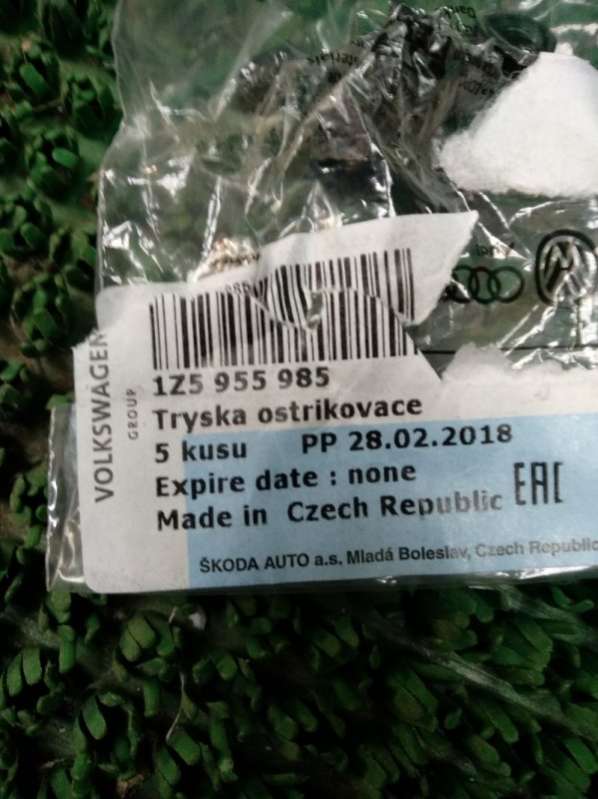 VOLKSWAGEN
GROUP
1Z5 955 985
Tryska ostrikovace
5 kusu PP 28.02.2018
Expire date : none
Made in Czech Republic EAC
ŠKODA AUTO a.s. Mladá Boleslav, Czech Republic